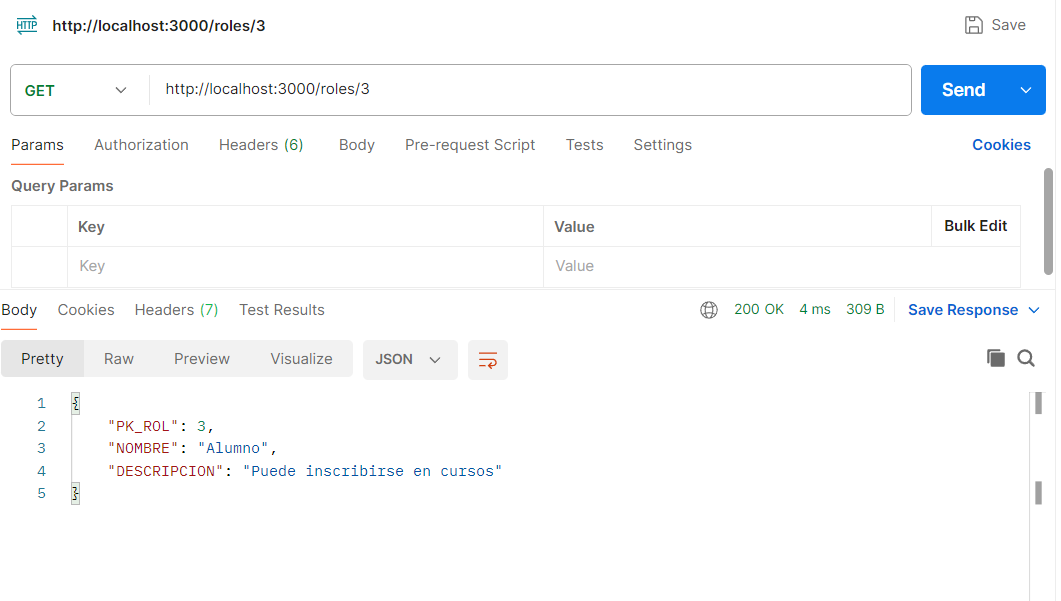 HTTP http://localhost:3000/roles/3 Save
GET http://localhost:3000/roles/3 Send
Params Authorization Headers (6) Body Pre-request Script Tests Settings Cookies
Query Params
Key Value Bulk Edit
Key Value
Body Cookies Headers (7) Test Results 200 OK 4 ms 309 B Save Response
Pretty Raw Preview Visualize JSON
1 {
2 "PK_ROL": 3,
3 "NOMBRE": "Alumno",
4 "DESCRIPCION": "Puede inscribirse en cursos"
5 }